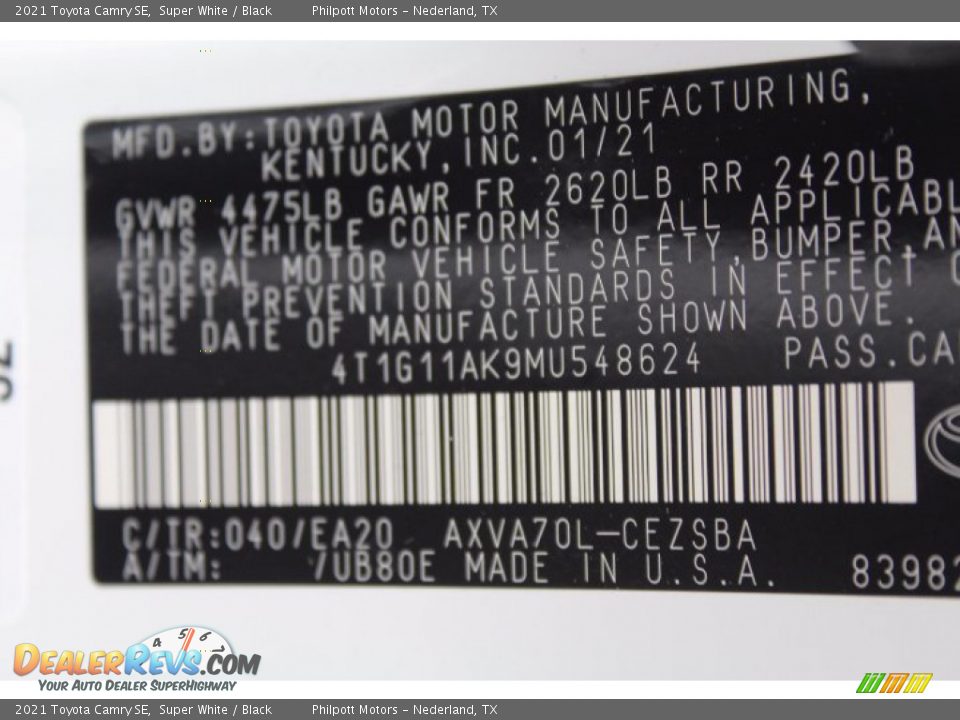 2021 Toyota Camry SE, Super White / Black Philpott Motors - Nederland, TX
MFD.BY:TOYOTA MOTOR MANUFACTURING,
KENTUCKY,INC.01/21
GVWR 4475LB GAWR FR 2620LB RR 2420LB
THIS VEHICLE CONFORMS TO ALL APPLICABL
FEDERAL MOTOR VEHICLE SAFETY,BUMPER,AN
THEFT PREVENTION STANDARDS IN EFFECT O
THE DATE OF MANUFACTURE SHOWN ABOVE.
4T1G11AK9MU548624 PASS.CA
C/TR:040/EA20 AXVA70L-CEZSBA
A/TM: /UB80E MADE IN U.S.A. 83982
4 5 6
DEALERREVS.COM
YOUR AUTO DEALER SUPERHIGHWAY
2021 Toyota Camry SE, Super White / Black Philpott Motors - Nederland, TX